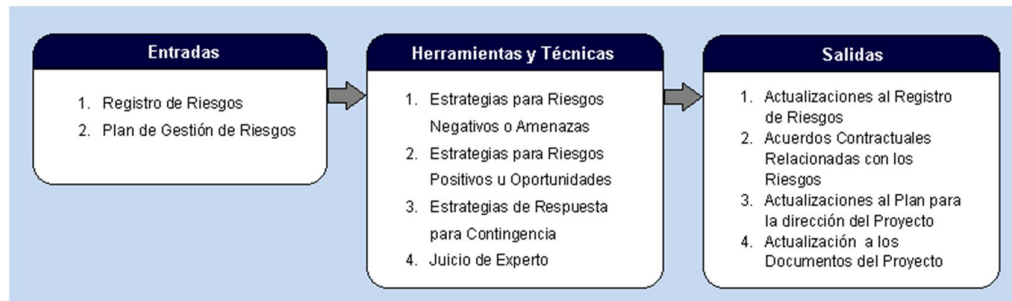 Entradas
1. Registro de Riesgos
2. Plan de Gestión de Riesgos
Herramientas y Técnicas
1. Estrategias para Riesgos
Negativos o Amenazas
2. Estrategias para Riesgos
Positivos u Oportunidades
3. Estrategias de Respuesta
para Contingencia
4. Juicio de Experto
Salidas
1. Actualizaciones al Registro
de Riesgos
2. Acuerdos Contractuales
Relacionadas con los
Riesgos
3. Actualizaciones al Plan para
la dirección del Proyecto
4. Actualización a los
Documentos del Proyecto